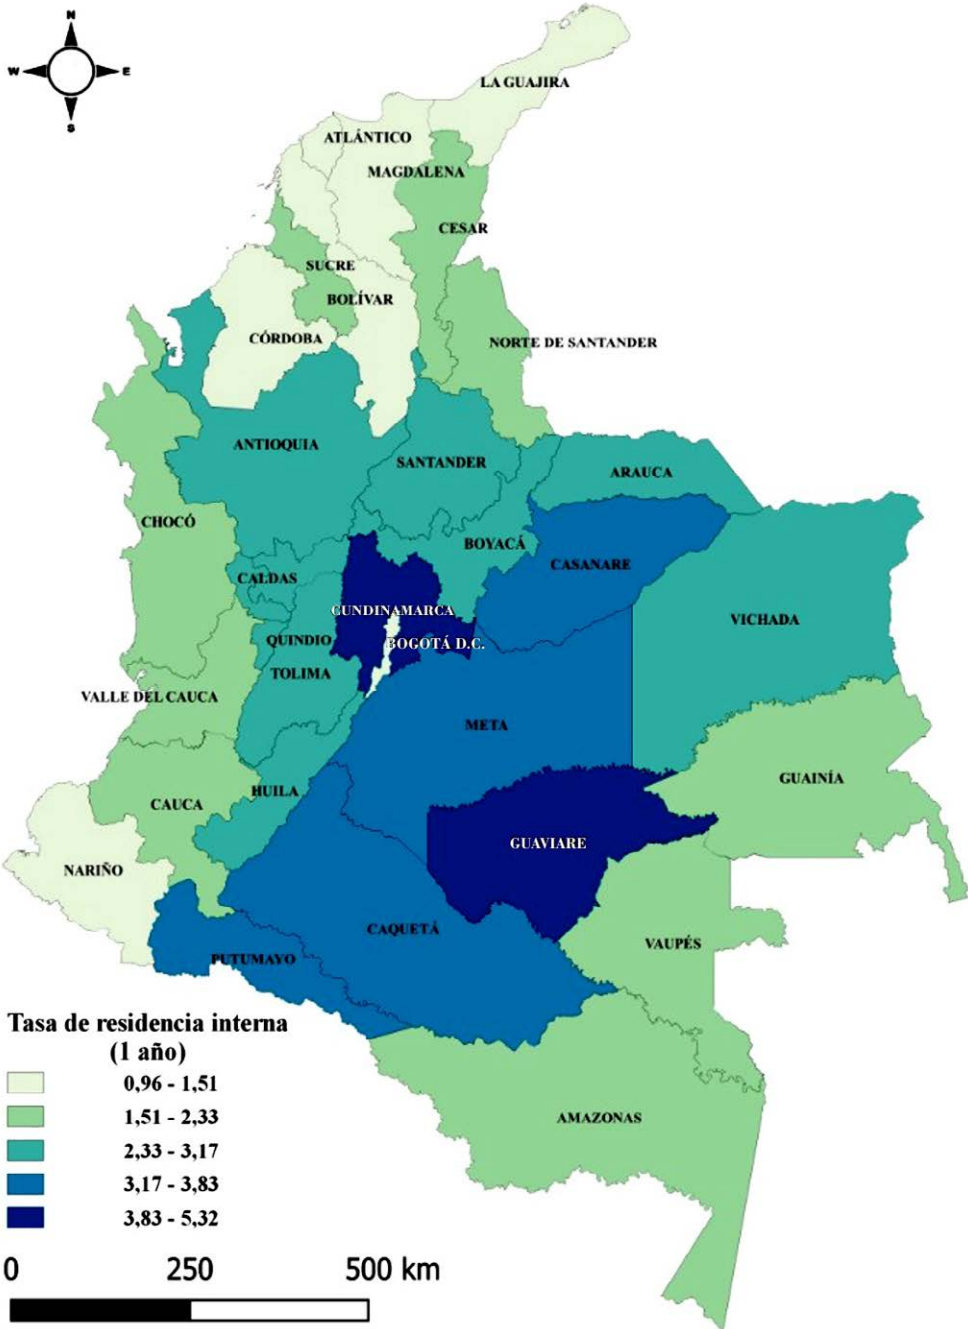 N
W E
S
LA GUAJIRA
ATLÁNTICO
MAGDALENA
CESAR
SUCRE
BOLÍVAR
CÓRDOBA
NORTE DE SANTANDER
ANTIOQUIA
SANTANDER
ARAUCA
CHOCÓ
BOYACÁ
CASANARE
CALDAS
CUNDINAMARCA
VICHADA
QUINDIO
BOGOTÁ D.C.
TOLIMA
VALLE DEL CAUCA
META
GUAINÍA
HUILA
CAUCA
GUAVIARE
NARIÑO
CAQUETÁ
VAUPÉS
PUTUMAYO
AMAZONAS
Tasa de residencia interna
(1 año)
0,96 - 1,51
1,51 - 2,33
2,33 - 3,17
3,17 - 3,83
3,83 - 5,32
0 250 500 km